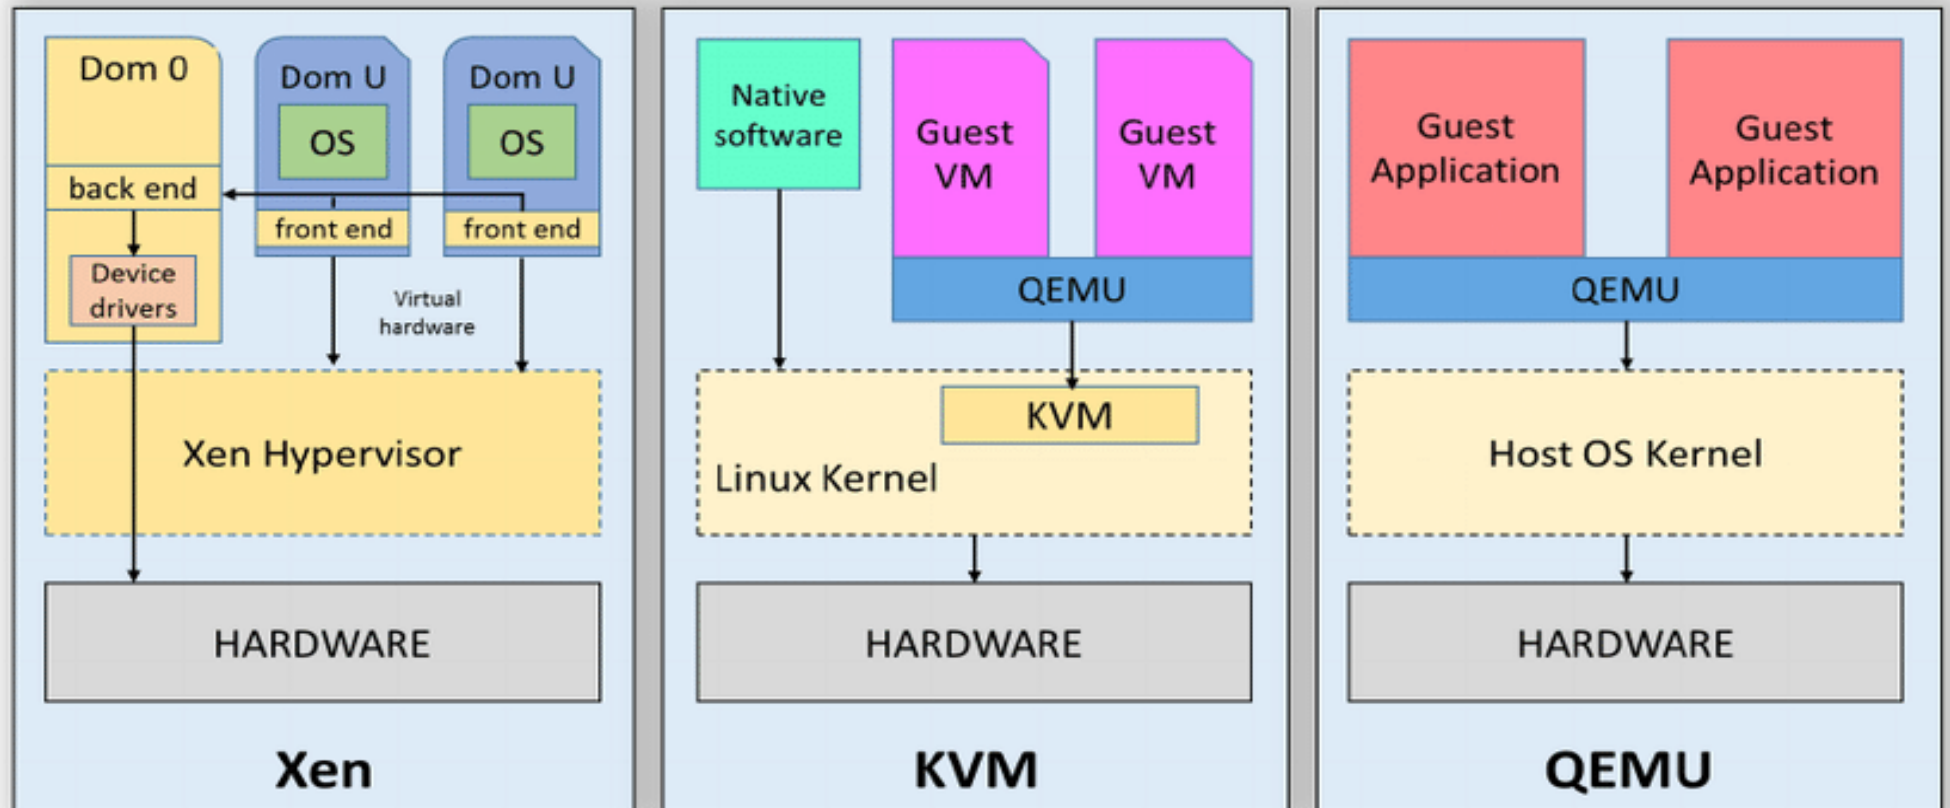 Dom 0
back end
Device
drivers
Dom U
OS
front end
Dom U
OS
front end
Virtual
hardware
Xen Hypervisor
HARDWARE
Xen
Native
software
Guest
VM
Guest
VM
QEMU
KVM
Linux Kernel
HARDWARE
KVM
Guest
Application
Guest
Application
QEMU
Host OS Kernel
HARDWARE
QEMU